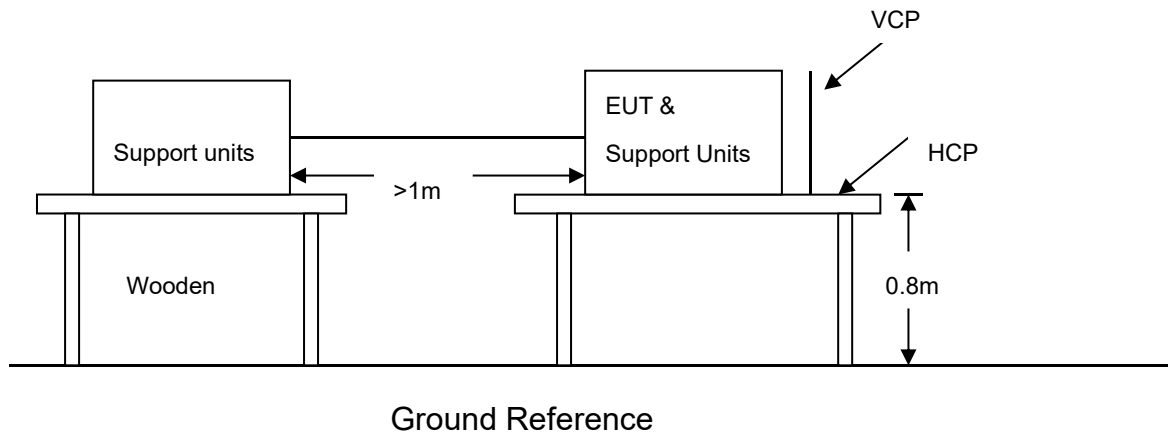 VCP
EUT &
Support Units
Support units
HCP
>1m
Wooden
0.8m
Ground Reference